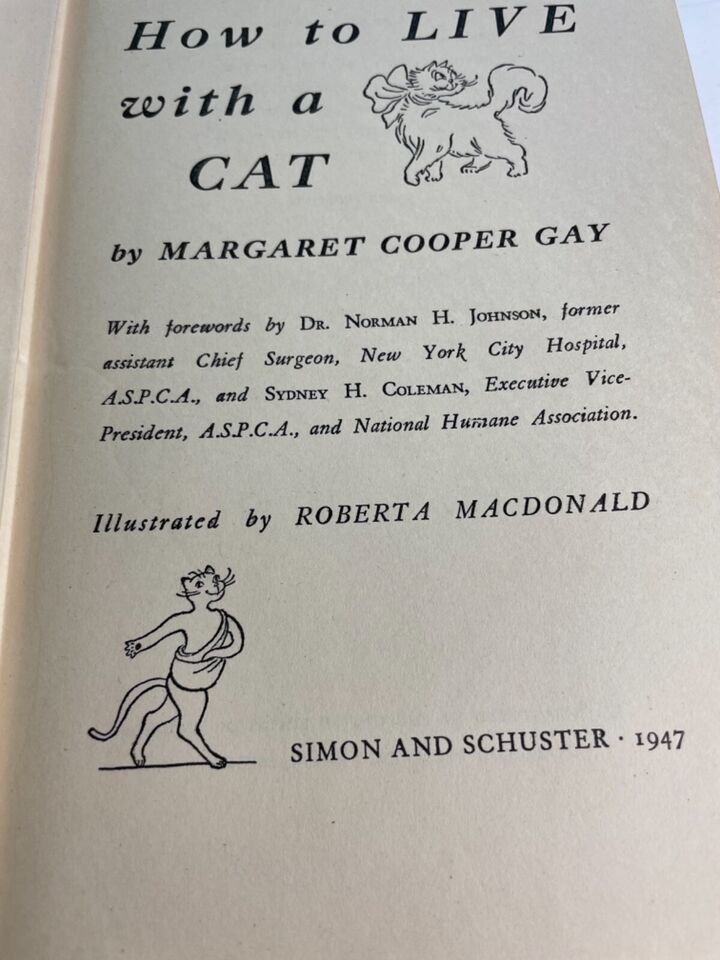 How to LIVE
with a
CAT
by MARGARET COOPER GAY
With forewords by DR. NORMAN H. JOHNSON, former
assistant Chief Surgeon, New York City Hospital,
A.S.P.C.A., and SYDNEY H. COLEMAN, Executive Vice-
President, A.S.P.C.A., and National Humane Association.
Illustrated by ROBERTA MACDONALD
SIMON AND SCHUSTER · 1947